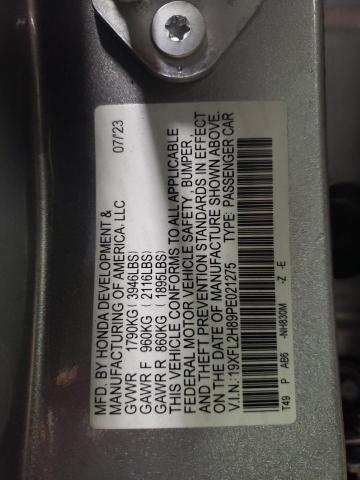 MFD. BY HONDA DEVELOPMENT &
MANUFACTURING OF AMERICA, LLC 07/'23
GVWR 1790KG (3946LBS)
GAWR F 960KG (2116LBS)
GAWR R 860KG (1895LBS)
THIS VEHICLE CONFORMS TO ALL APPLICABLE
FEDERAL MOTOR VEHICLE SAFETY, BUMPER,
AND THEFT PREVENTION STANDARDS IN EFFECT
ON THE DATE OF MANUFACTURE SHOWN ABOVE.
V.I.N.: 19XFL2H89PE021275 TYPE: PASSENGER CAR
T49 P AB6 -NH830M -Z -E